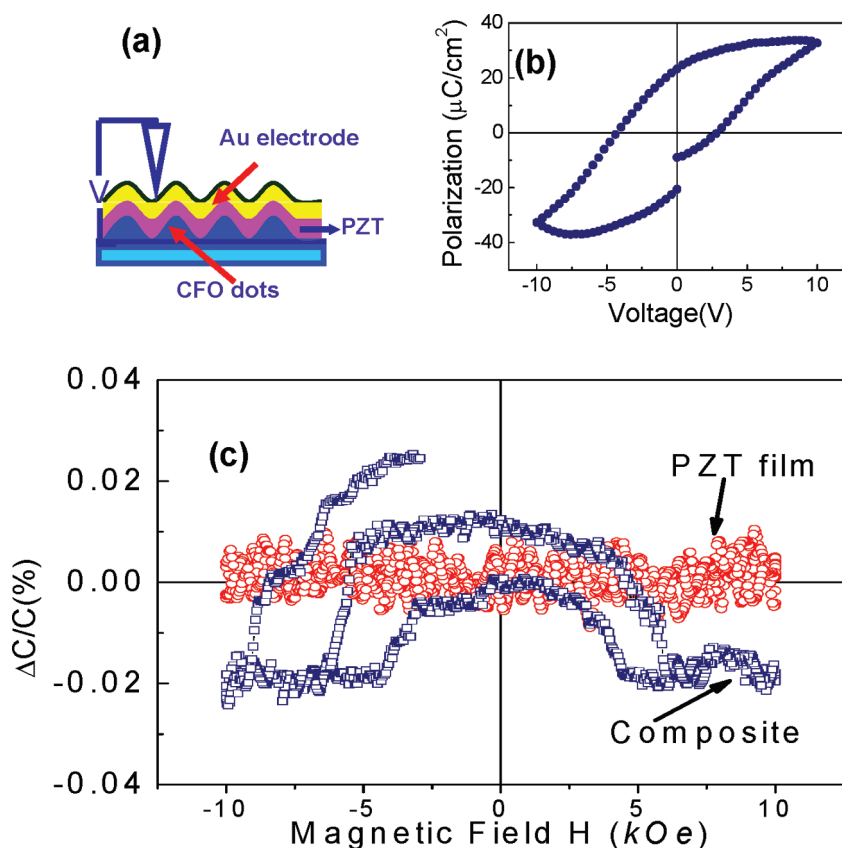 (a)
Au electrode
V
PZT
CFO dots
(b)
Polarization (μC/cm²)
40
20
0
-20
-40
-10
-5
0
5
10
Voltage(V)
(c)
0.04
0.02
0.00
-0.02
-0.04
ΔC/C(%)
PZT film
Composite
-10
-5
0
5
10
Magnetic Field H (kOe)